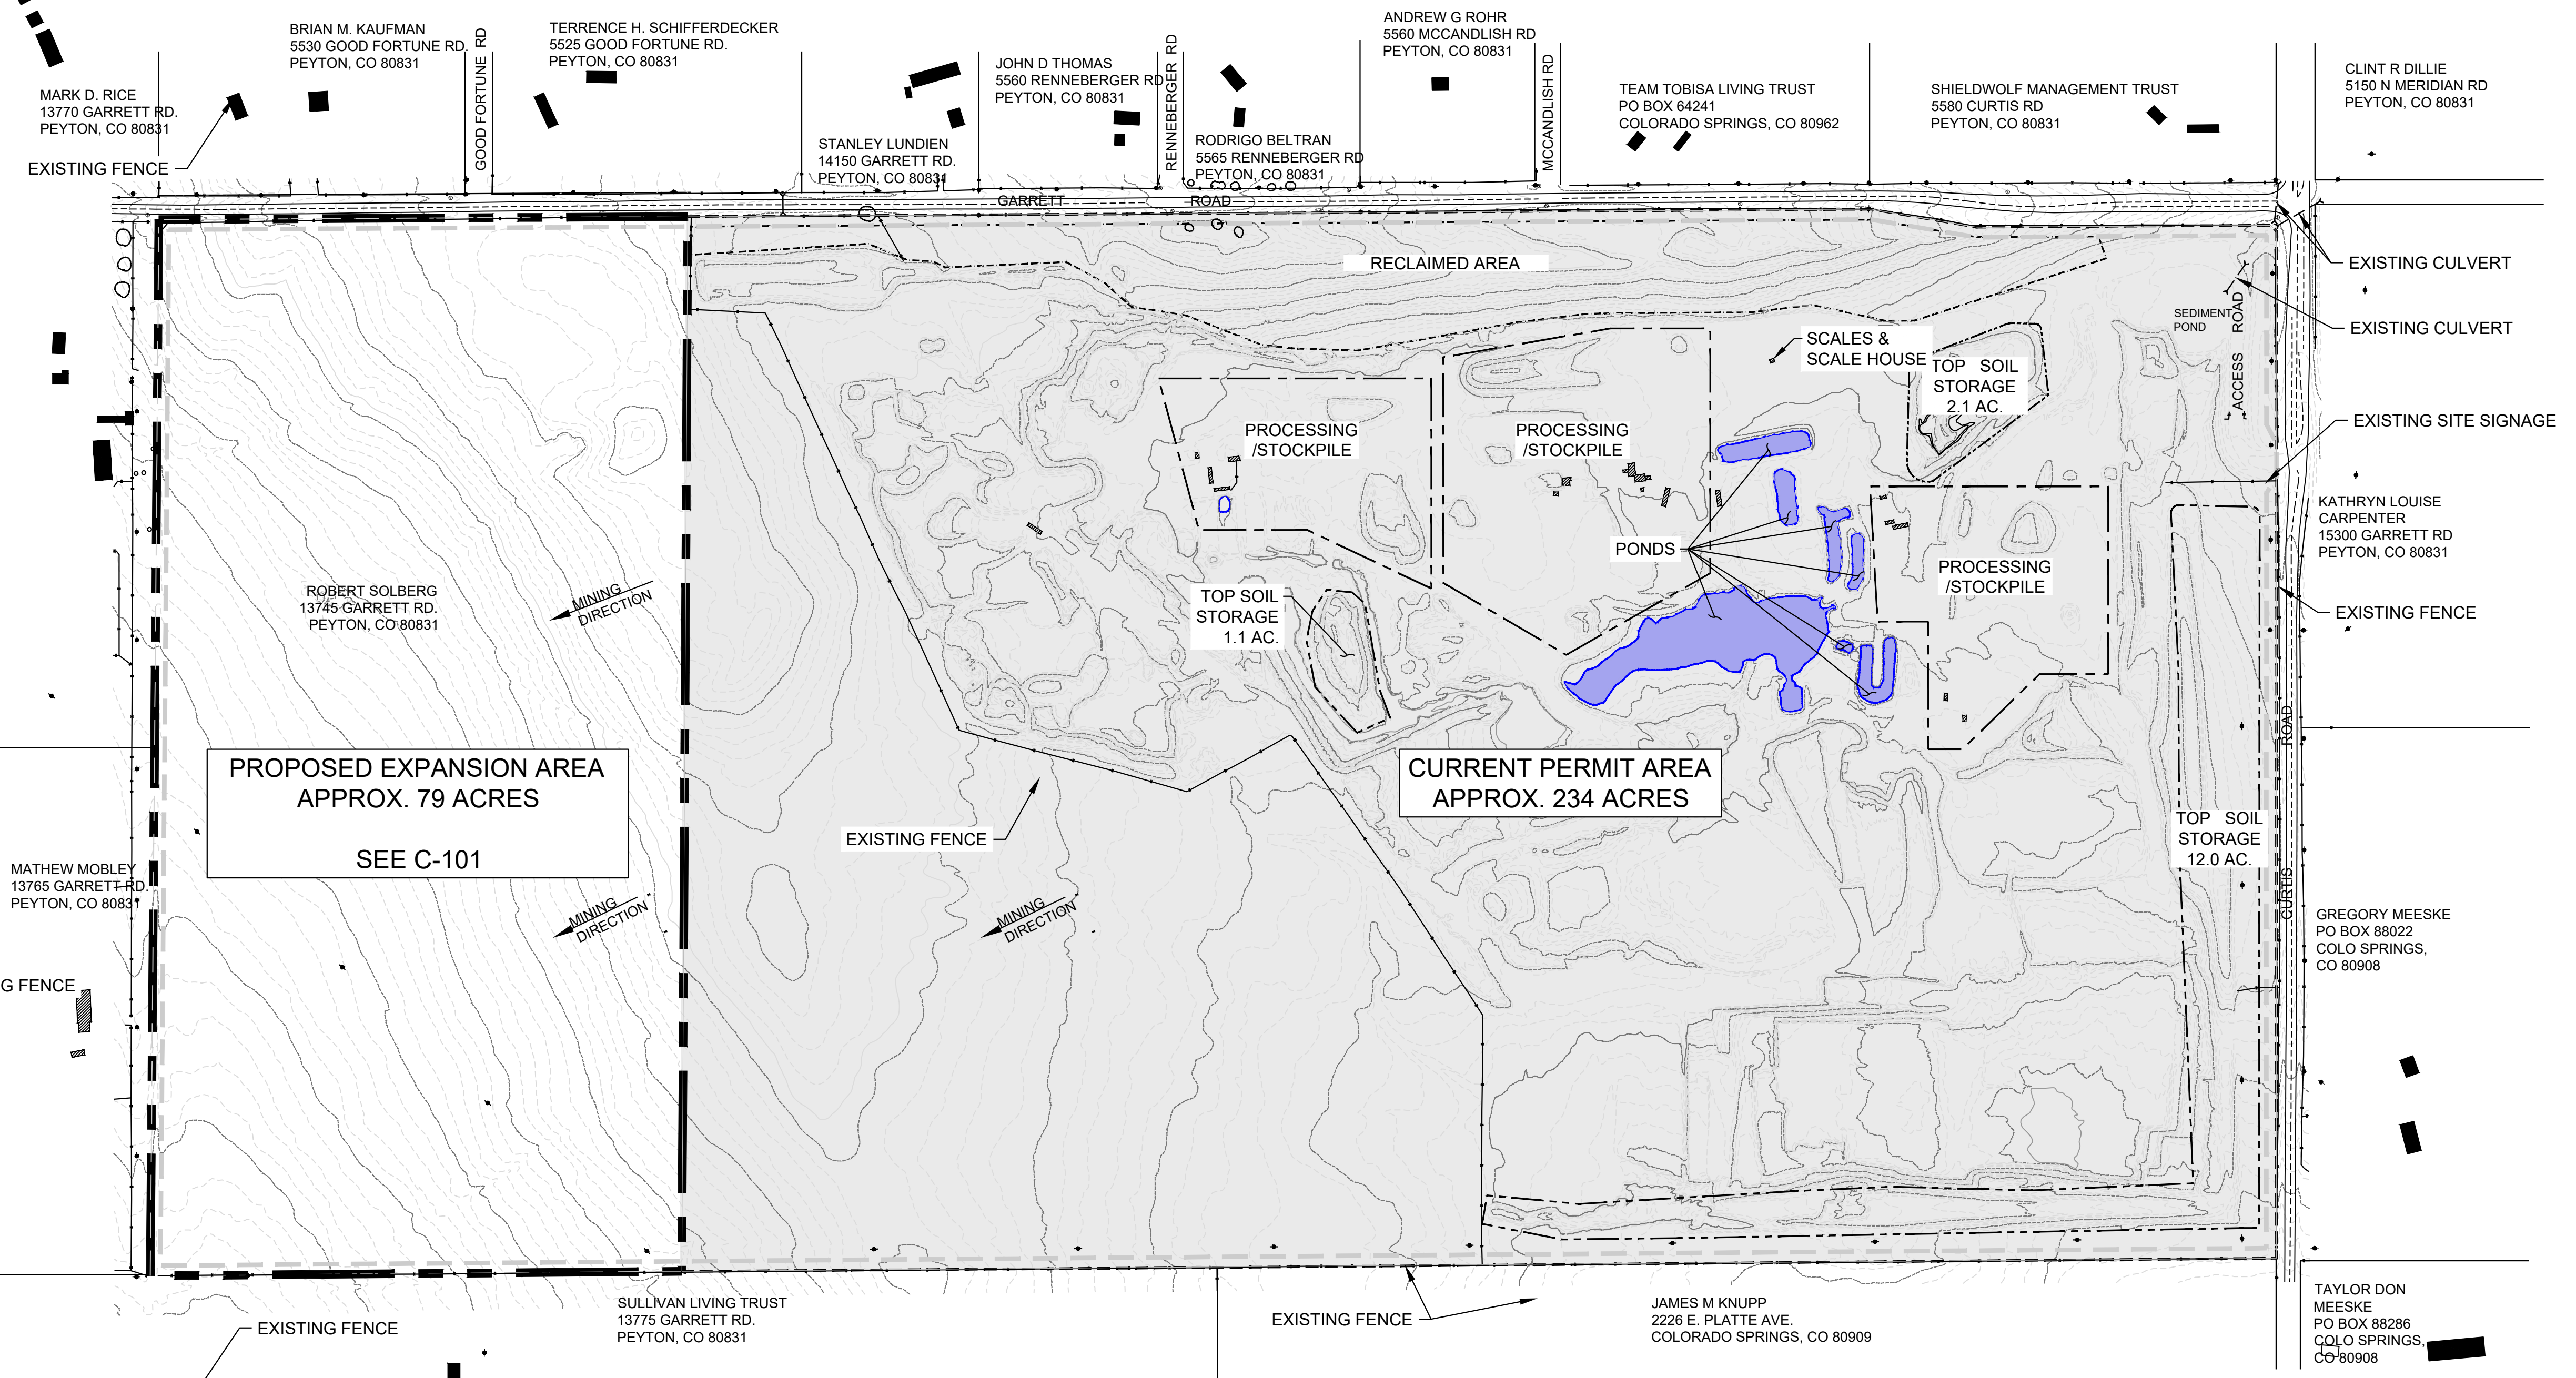 BRIAN M. KAUFMAN
5530 GOOD FORTUNE RD.
PEYTON, CO 80831
GOOD FORTUNE RD
TERRENCE H. SCHIFFERDECKER
5525 GOOD FORTUNE RD.
PEYTON, CO 80831
JOHN D THOMAS
5560 RENNEBERGER RD
PEYTON, CO 80831
RENNEBERGER RD
ANDREW G ROHR
5560 MCCANDLISH RD
PEYTON, CO 80831
MCCANDLISH RD
TEAM TOBISA LIVING TRUST
PO BOX 64241
COLORADO SPRINGS, CO 80962
SHIELDWOLF MANAGEMENT TRUST
5580 CURTIS RD
PEYTON, CO 80831
CLINT R DILLIE
5150 N MERIDIAN RD
PEYTON, CO 80831
MARK D. RICE
13770 GARRETT RD.
PEYTON, CO 80831
EXISTING FENCE
STANLEY LUNDIEN
14150 GARRETT RD.
PEYTON, CO 80831
RODRIGO BELTRAN
5565 RENNEBERGER RD
PEYTON, CO 80831
GARRETT ROAD
RECLAIMED AREA
EXISTING CULVERT
EXISTING CULVERT
SEDIMENT
POND
ACCESS ROAD
SCALES &
SCALE HOUSE
TOP SOIL
STORAGE
2.1 AC.
EXISTING SITE SIGNAGE
PROCESSING
/STOCKPILE
PROCESSING
/STOCKPILE
KATHRYN LOUISE
CARPENTER
15300 GARRETT RD
PEYTON, CO 80831
PONDS
PROCESSING
/STOCKPILE
ROBERT SOLBERG
13745 GARRETT RD.
PEYTON, CO 80831
MINING
DIRECTION
TOP SOIL
STORAGE
1.1 AC.
EXISTING FENCE
CURTIS ROAD
PROPOSED EXPANSION AREA
APPROX. 79 ACRES
SEE C-101
CURRENT PERMIT AREA
APPROX. 234 ACRES
EXISTING FENCE
TOP SOIL
STORAGE
12.0 AC.
MATHEW MOBLEY
13765 GARRETT RD.
PEYTON, CO 80831
MINING
DIRECTION
MINING
DIRECTION
GREGORY MEESKE
PO BOX 88022
COLO SPRINGS,
CO 80908
G FENCE
SULLIVAN LIVING TRUST
13775 GARRETT RD.
PEYTON, CO 80831
EXISTING FENCE
EXISTING FENCE
JAMES M KNUPP
2226 E. PLATTE AVE.
COLORADO SPRINGS, CO 80909
TAYLOR DON
MEESKE
PO BOX 88286
COLO SPRINGS,
CO 80908